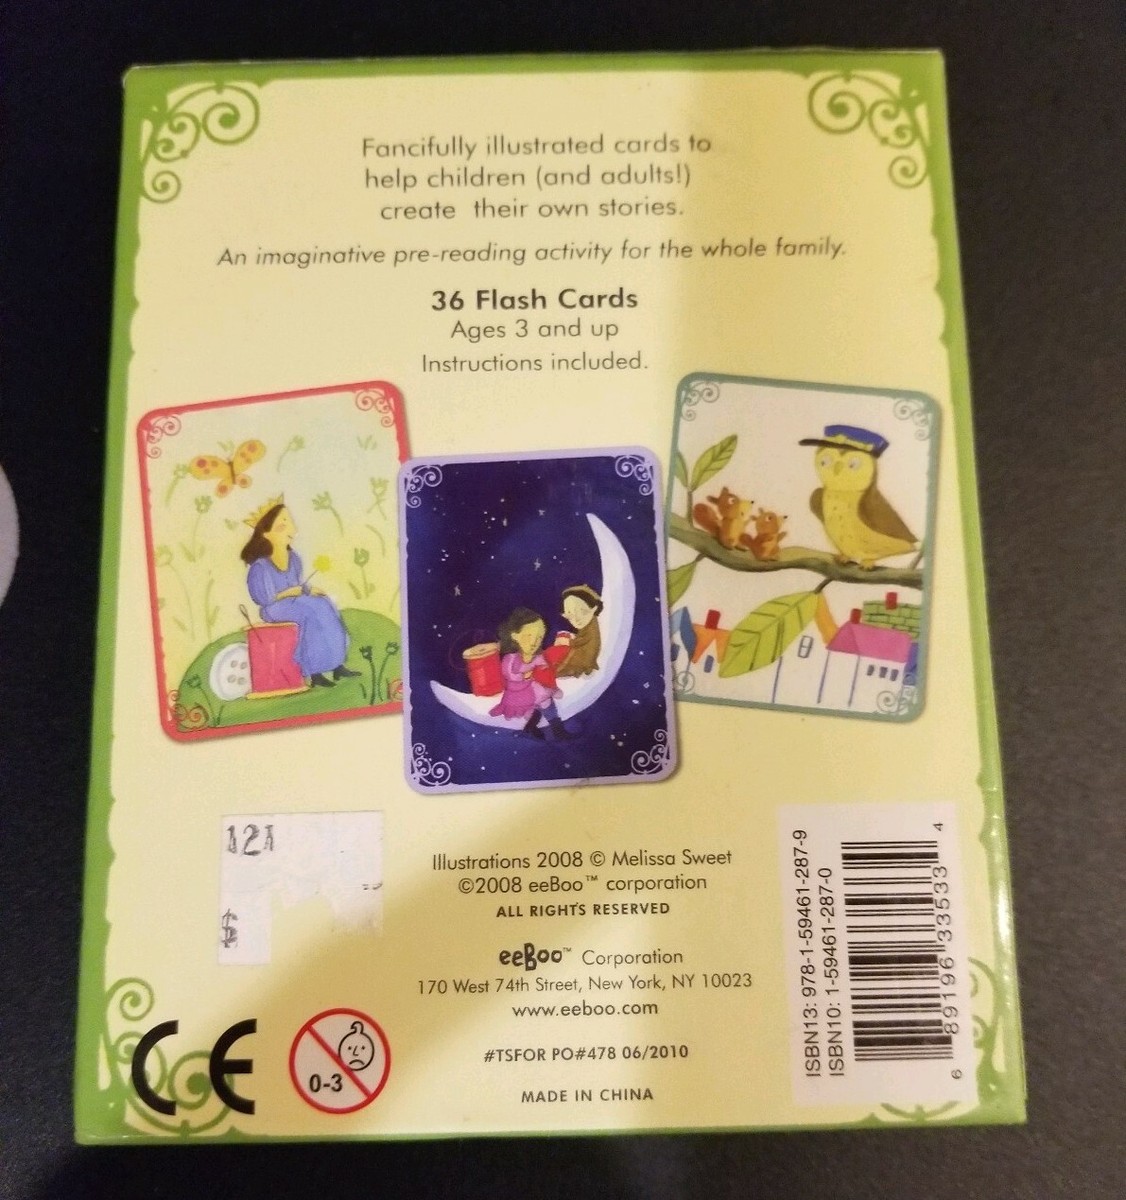 Fancifully illustrated cards to
help children (and adults!)
create their own stories.
An imaginative pre-reading activity for the whole family.
36 Flash Cards
Ages 3 and up
Instructions included.
121
$
Illustrations 2008 © Melissa Sweet
©2008 eeBoo™ corporation
ALL RIGHTS RESERVED
eeBoo™ Corporation
170 West 74th Street, New York, NY 10023
www.eeboo.com
#TSFOR PO#478 06/2010
MADE IN CHINA
CE
0-3
ISBN13: 978-1-59461-287-9
ISBN10: 1-59461-287-0
6 89196 33533 4